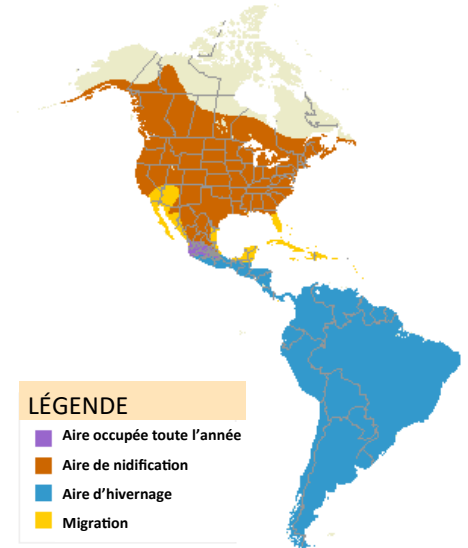 LÉGENDE
Aire occupée toute l’année
Aire de nidification
Aire d’hivernage
Migration